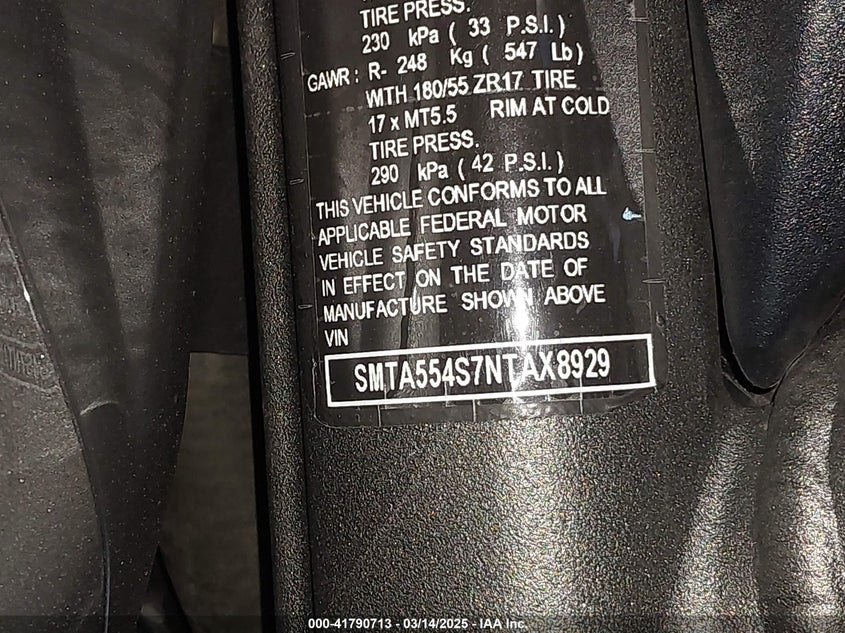 TIRE PRESS.
230 kPa ( 33 P.S.I.)
GAWR : R- 248 Kg ( 547 Lb)
WTH 180/55 ZR17 TIRE
17 x MT5.5 RIM AT COLD
TIRE PRESS.
290 kPa ( 42 P.S.I.)
THIS VEHICLE CONFORMS TO ALL
APPLICABLE FEDERAL MOTOR
VEHICLE SAFETY STANDARDS
IN EFFECT ON THE DATE OF
MANUFACTURE SHOWN ABOVE
VIN
SMTA554S7NTAX8929
000-41790713 - 03/14/2025 - IAA Inc.